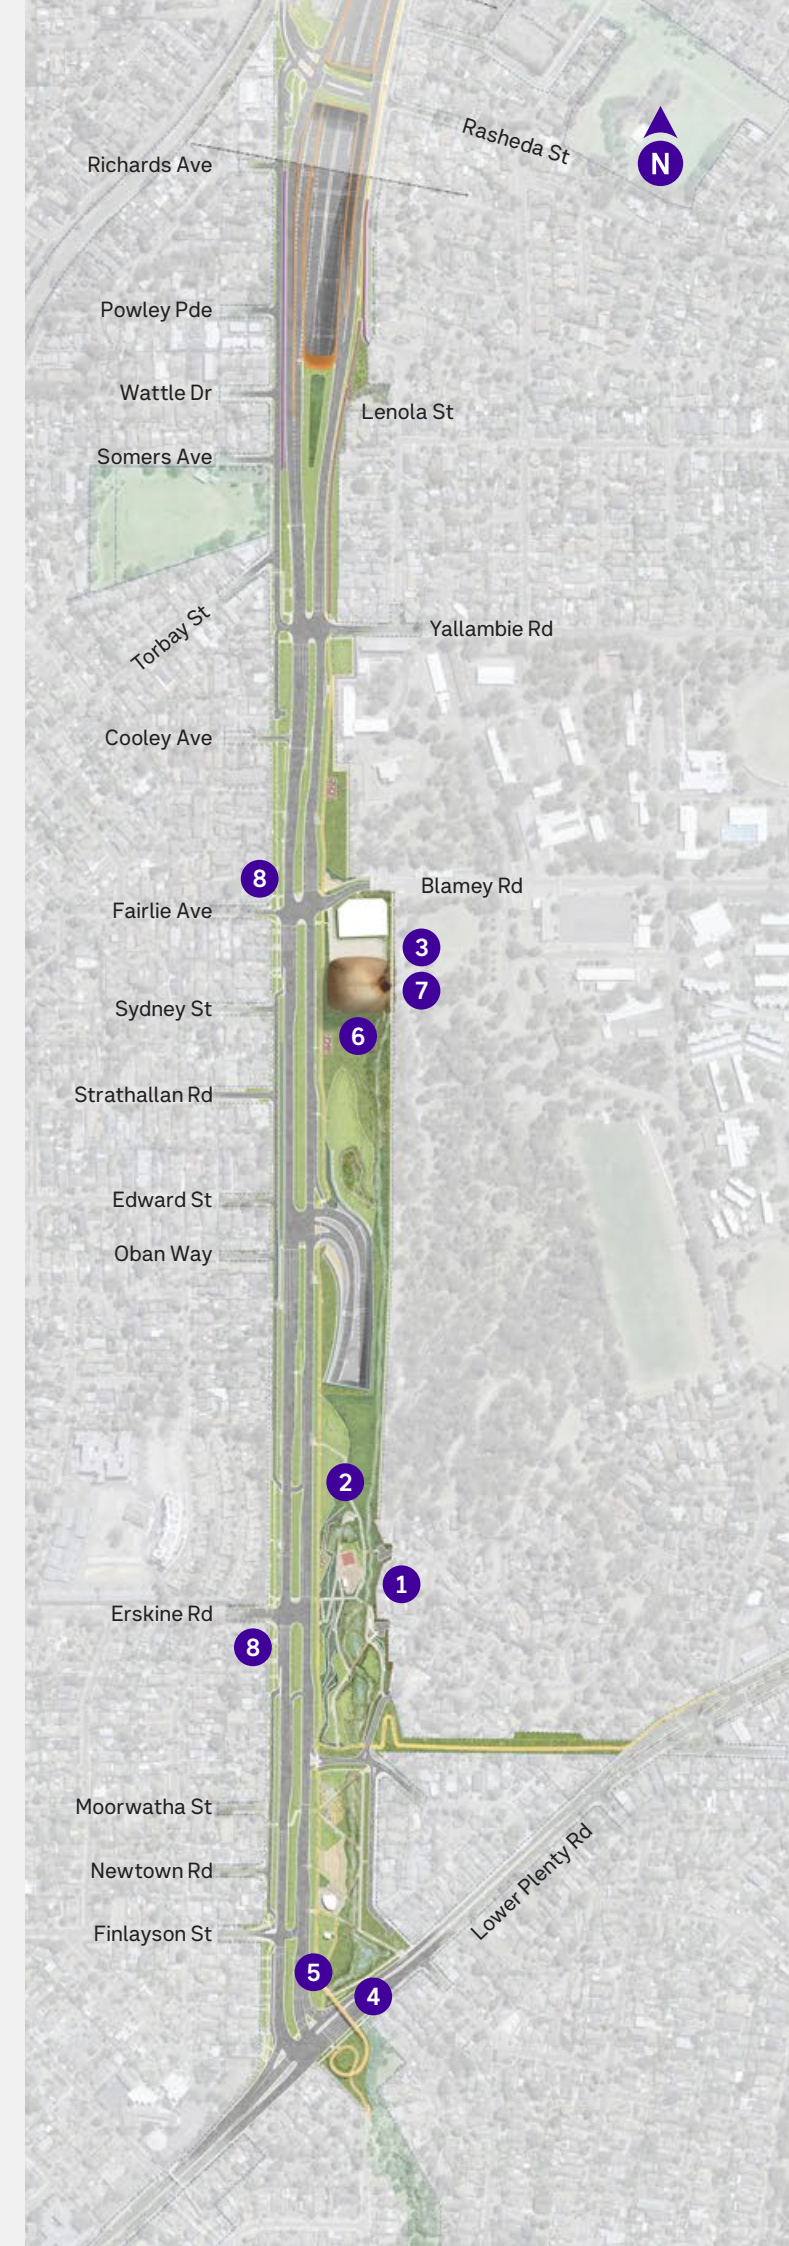 Rasheda St
N
Richards Ave
Powley Pde
Wattle Dr
Lenola St
Somers Ave
Torbay St
Yallambie Rd
Cooley Ave
8
Blamey Rd
Fairlie Ave
3
7
Sydney St
6
Strathallan Rd
Edward St
Oban Way
2
1
Erskine Rd
8
Moorwatha St
Newtown Rd
Lower Plenty Rd
Finlayson St
5
4